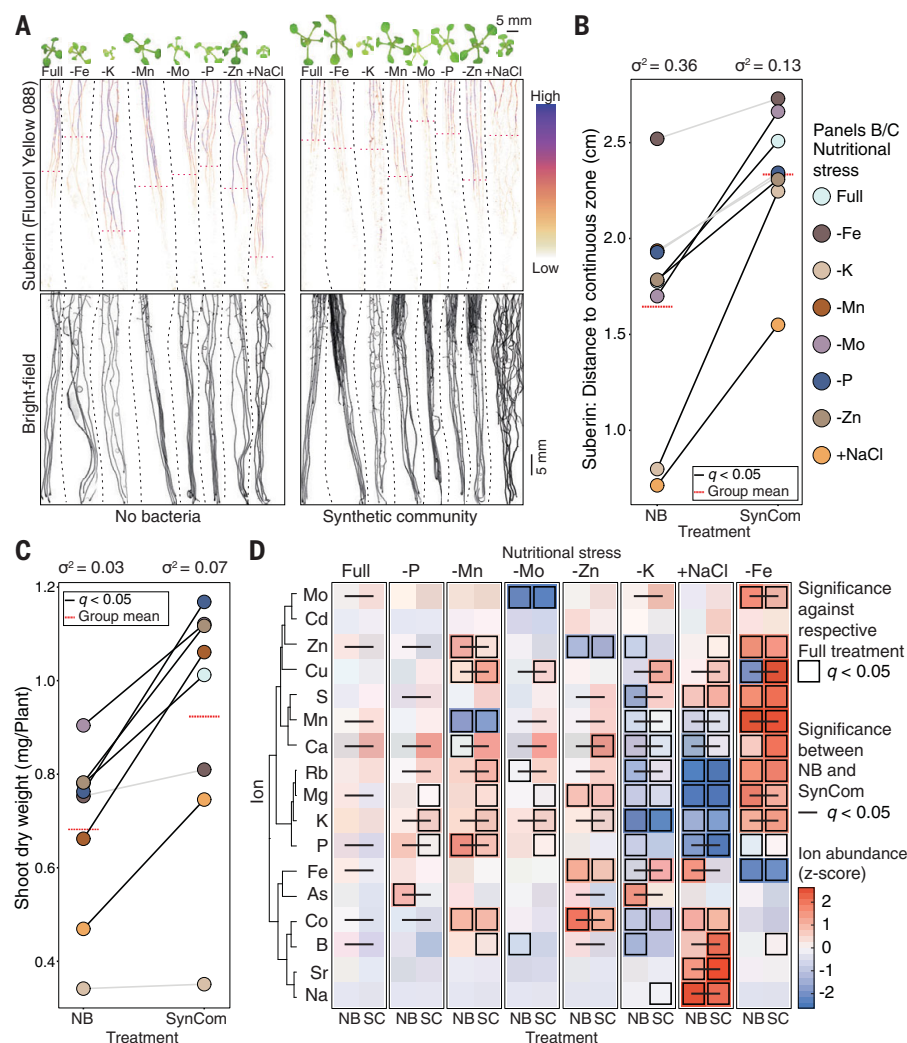 A
5 mm
Full -Fe -K -Mn -Mo -P -Zn +NaCl
Full -Fe -K -Mn -Mo -P -Zn +NaCl
Suberin (Fluorol Yellow 088)
High
Low
Bright-field
5 mm
No bacteria
Synthetic community
B
σ² = 0.36 σ² = 0.13
Suberin: Distance to continuous zone (cm)
2.5
2.0
1.5
1.0
q < 0.05
Group mean
NB SynCom
Treatment
Panels B/C
Nutritional
stress
Full
-Fe
-K
-Mn
-Mo
-P
-Zn
+NaCl
C
σ² = 0.03 σ² = 0.07
Shoot dry weight (mg/Plant)
1.2
1.0
0.8
0.6
0.4
q < 0.05
Group mean
NB SynCom
Treatment
D
Nutritional stress
Full -P -Mn -Mo -Zn -K +NaCl -Fe
Ion
Mo
Cd
Zn
Cu
S
Mn
Ca
Rb
Mg
K
P
Fe
As
Co
B
Sr
Na
NB SC NB SC NB SC NB SC NB SC NB SC NB SC NB SC
Treatment
Significance
against
respective
Full treatment
q < 0.05
Significance
between
NB and
SynCom
q < 0.05
Ion abundance
(z-score)
2
1
0
-1
-2